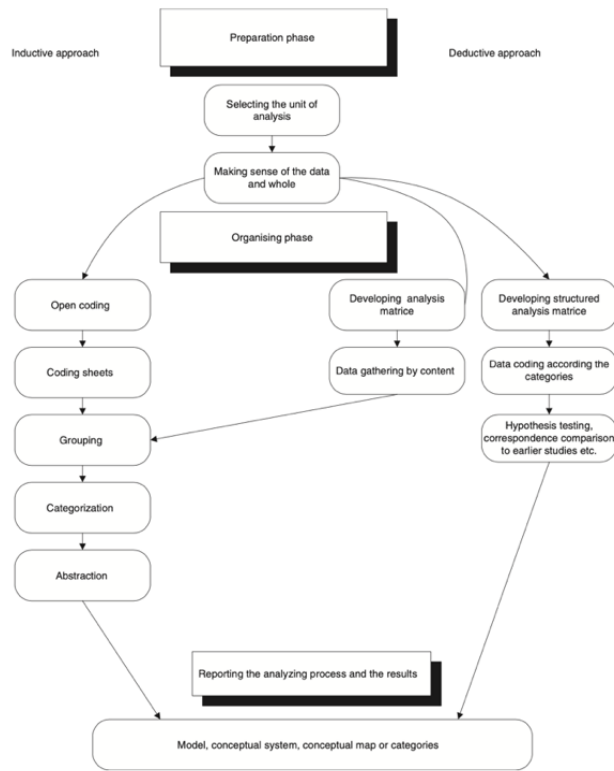 Preparation phase
Inductive approach
Deductive approach
Selecting the unit of
analysis
Making sense of the data
and whole
Organising phase
Open coding
Developing analysis
matrice
Developing structured
analysis matrice
Coding sheets
Data gathering by content
Data coding according the
categories
Grouping
Hypothesis testing,
correspondence comparison
to earlier studies etc.
Categorization
Abstraction
Reporting the analyzing process and the results
Model, conceptual system, conceptual map or categories